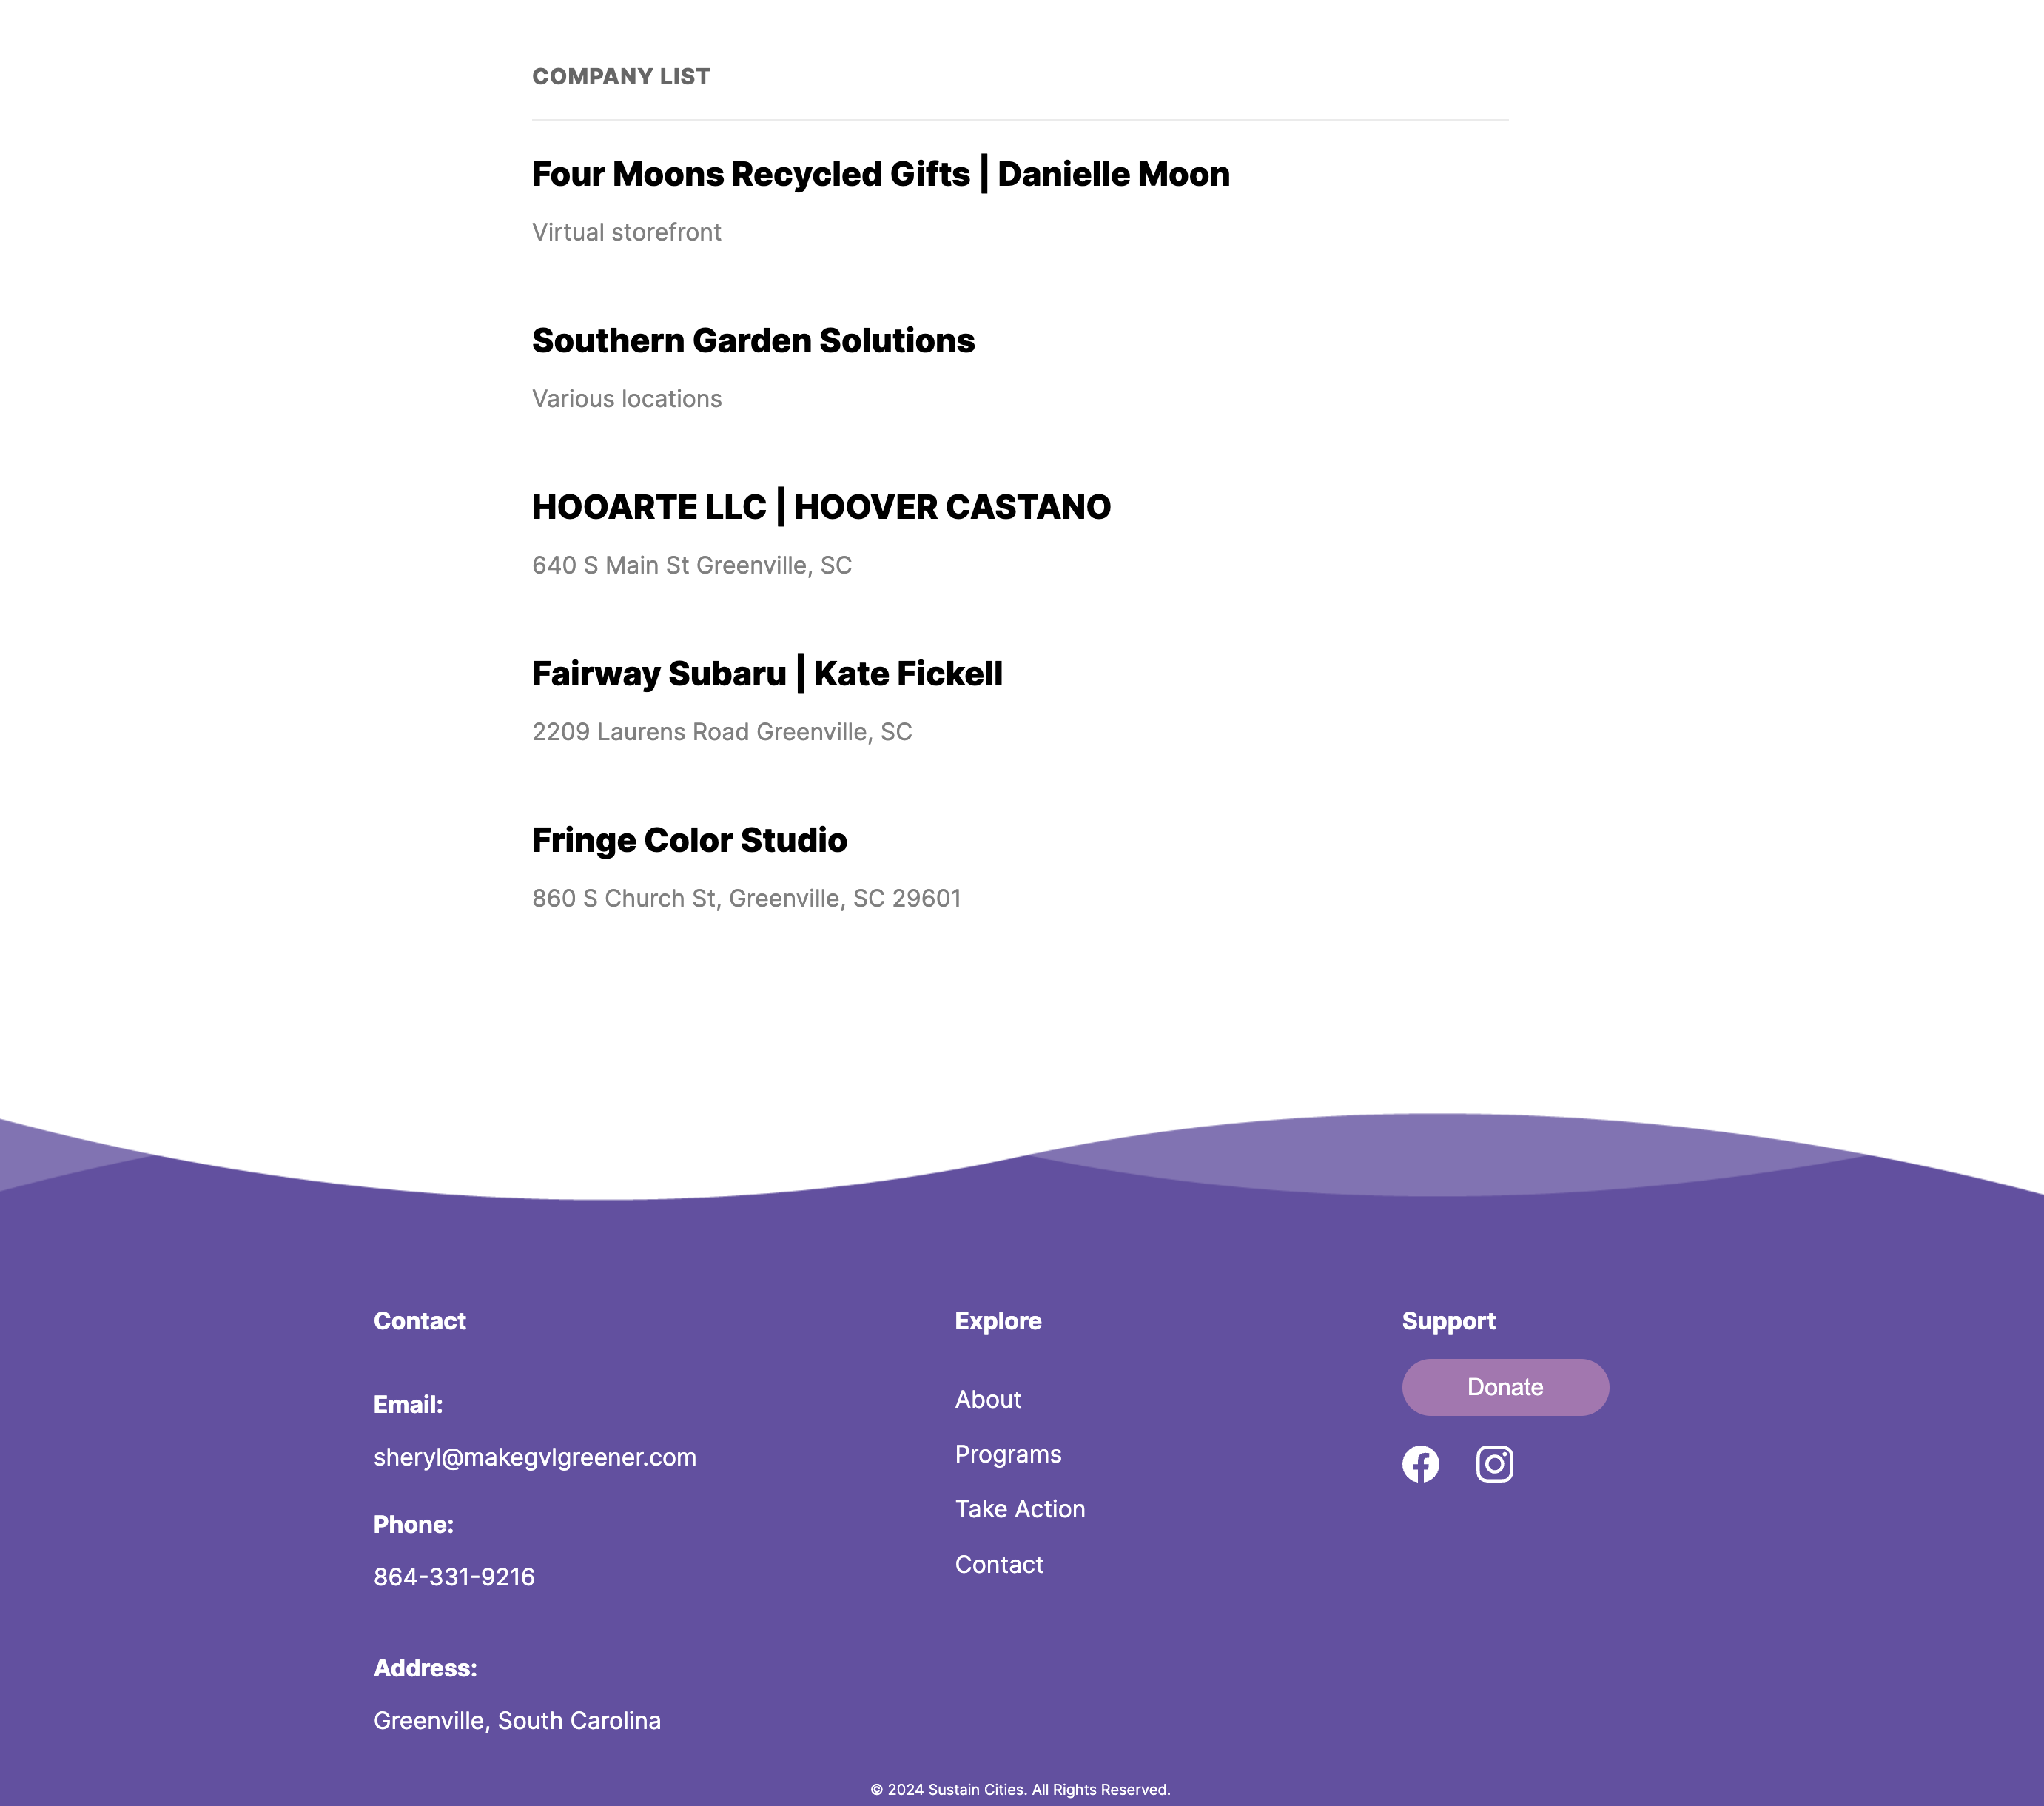 COMPANY LIST
Four Moons Recycled Gifts | Danielle Moon
Virtual storefront
Southern Garden Solutions
Various locations
HOOARTE LLC | HOOVER CASTANO
640 S Main St Greenville, SC
Fairway Subaru | Kate Fickell
2209 Laurens Road Greenville, SC
Fringe Color Studio
860 S Church St, Greenville, SC 29601
Contact
Email:
sheryl@makegvlgreener.com
Phone:
864-331-9216
Address:
Greenville, South Carolina
Explore
About
Programs
Take Action
Contact
Support
Donate
© 2024 Sustain Cities. All Rights Reserved.